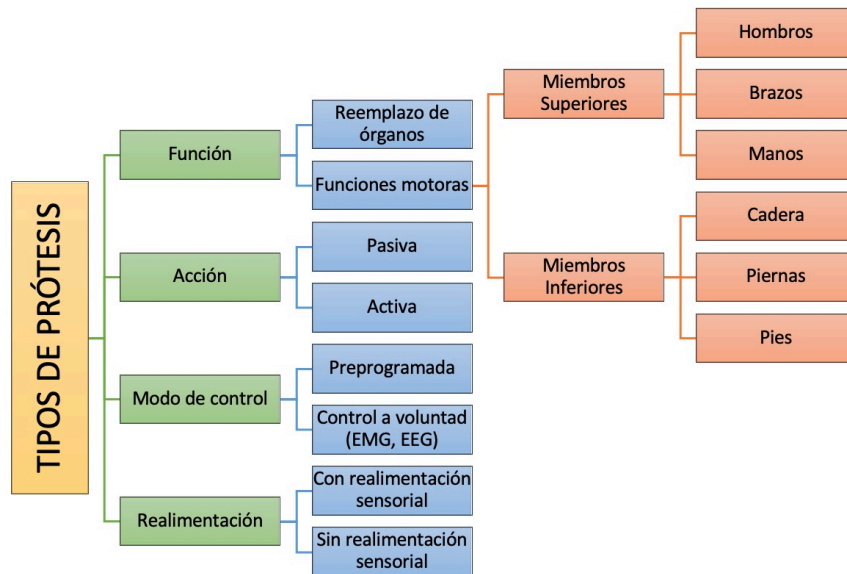 TIPOS DE PRÓTESIS
Función
Reemplazo de
órganos
Funciones motoras
Miembros
Superiores
Hombros
Brazos
Manos
Miembros
Inferiores
Cadera
Piernas
Pies
Acción
Pasiva
Activa
Modo de control
Preprogramada
Control a voluntad
(EMG, EEG)
Realimentación
Con realimentación
sensorial
Sin realimentación
sensorial